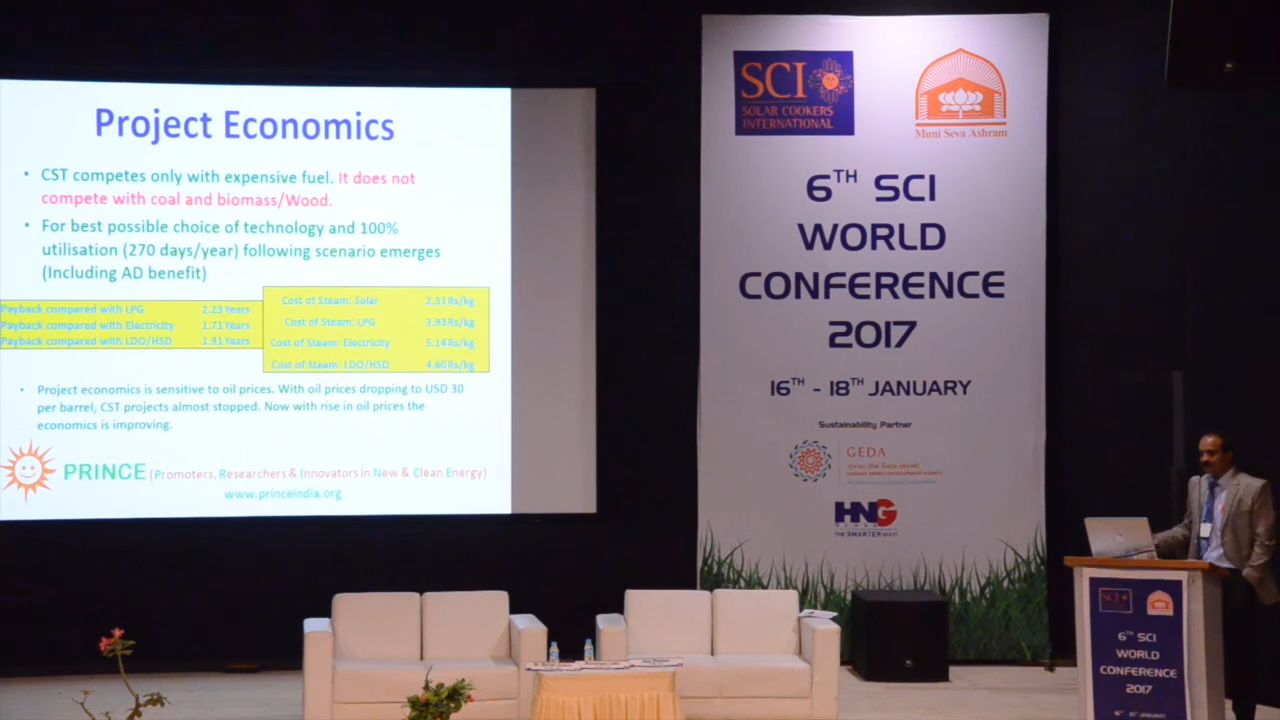 Project Economics
• CST competes only with expensive fuel. It does not
compete with coal and biomass/Wood.
• For best possible choice of technology and 100%
utilisation (270 days/year) following scenario emerges
(Including AD benefit)
Payback compared with LPG 2.23 Years
Payback compared with Electricity 1.71 Years
Payback compared with LDO/HSD 1.91 Years
Cost of Steam: Solar 2.31 Rs/kg
Cost of Steam: LPG 3.93 Rs/kg
Cost of Steam: Electricity 5.14 Rs/kg
Cost of Steam: LDO/HSD 4.60 Rs/kg
• Project economics is sensitive to oil prices. With oil prices dropping to USD 30
per barrel, CST projects almost stopped. Now with rise in oil prices the
economics is improving.
PRINCE (Promoters, Researchers & Innovators in New & Clean Energy)
www.princeindia.org
SCI
SOLAR COOKERS
INTERNATIONAL
Muni Seva Ashram
6TH SCI
WORLD
CONFERENCE
2017
16TH - 18TH JANUARY
Sustainability Partner
GEDA
HNG
GLASS
THE SMARTER
SCI
6TH SCI
WORLD
CONFERENCE
2017